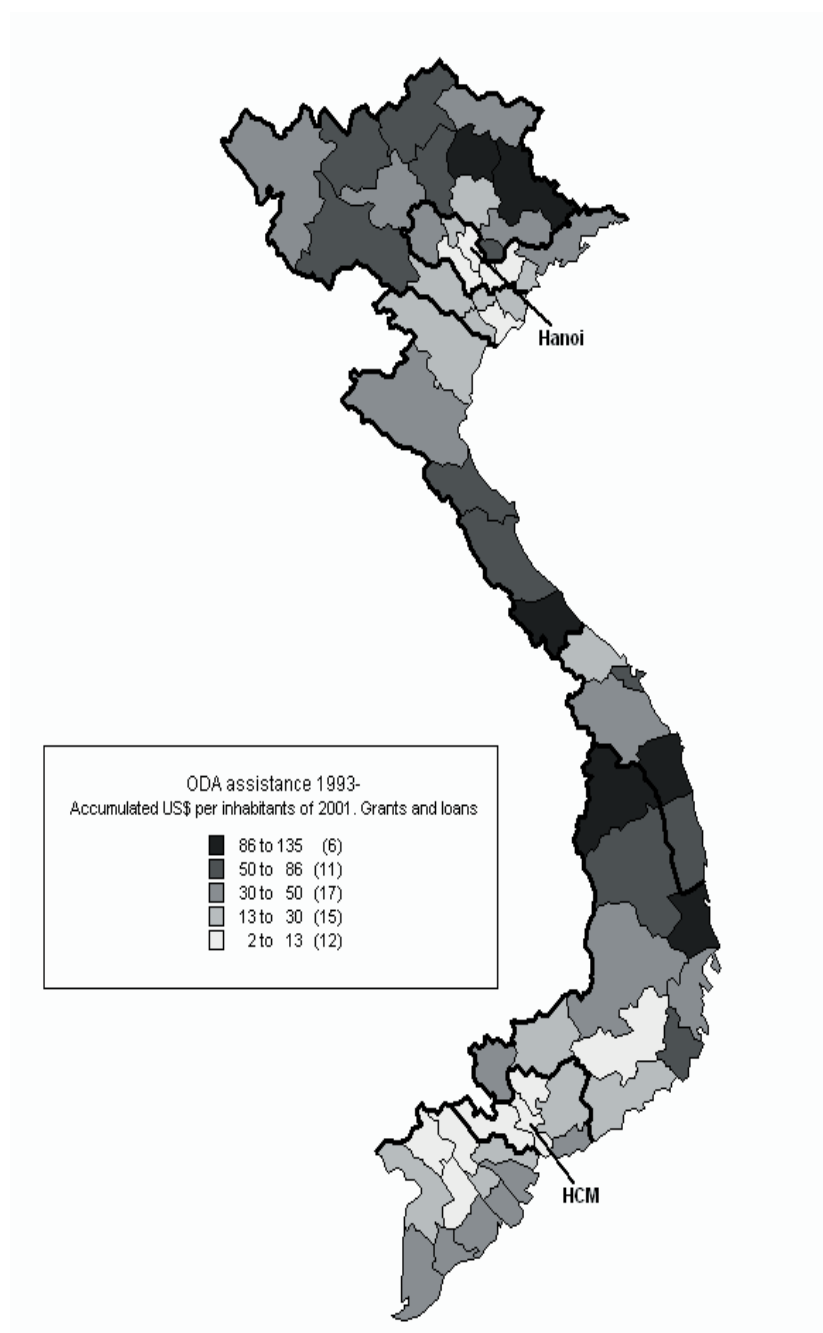 Hanoi
ODA assistance 1993-
Accumulated US$ per inhabitants of 2001. Grants and loans
86 to 135 (6)
50 to 86 (11)
30 to 50 (17)
13 to 30 (15)
2 to 13 (12)
HCM